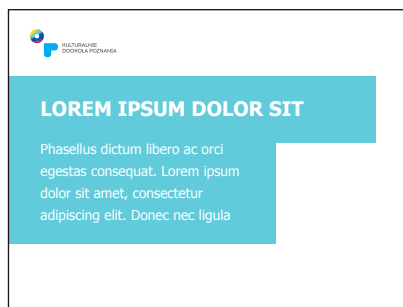 KULTURALNIE
DOOKOŁA POZNANIA
LOREM IPSUM DOLOR SIT
Phasellus dictum libero ac orci
egestas consequat. Lorem ipsum
dolor sit amet, consectetur
adipiscing elit. Donec nec ligula